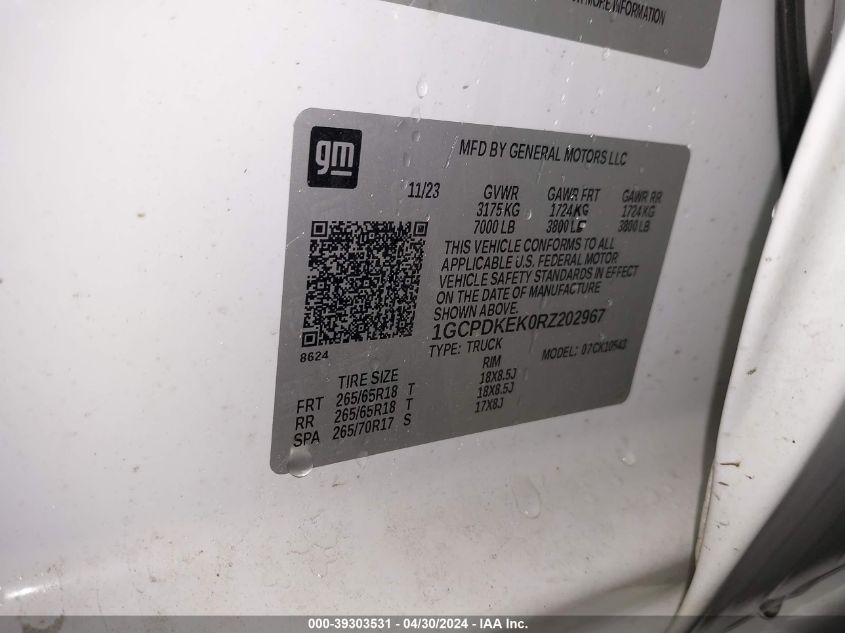 MORE INFORMATION
gm
MFD BY GENERAL MOTORS LLC
11/23 GVWR GAWR FRT GAWR RR
3175 KG 1724 KG 1724 KG
7000 LB 3800 LB 3800 LB
THIS VEHICLE CONFORMS TO ALL
APPLICABLE U.S. FEDERAL MOTOR
VEHICLE SAFETY STANDARDS IN EFFECT
ON THE DATE OF MANUFACTURE
SHOWN ABOVE.
1GCPDKEK0RZ202967
TYPE: TRUCK MODEL: 07CK10543
8624
TIRE SIZE RIM
FRT 265/65R18 T 18X8.5J
RR 265/65R18 T 18X8.5J
SPA 265/70R17 S 17X8J
000-39303531 - 04/30/2024 - IAA Inc.